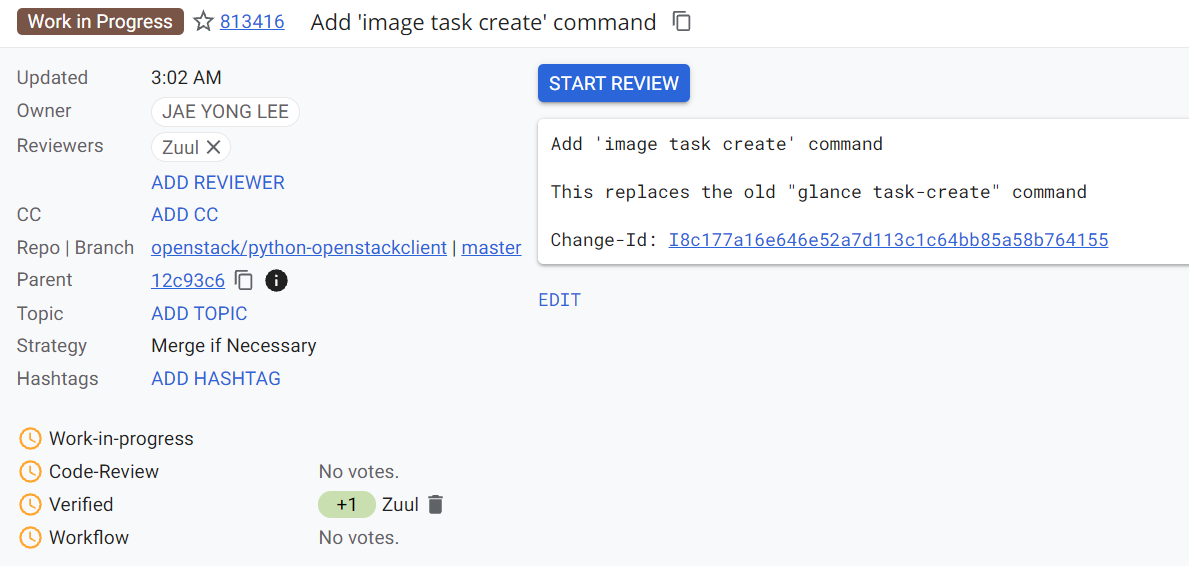 Work in Progress 813416 Add 'image task create' command
Updated 3:02 AM
Owner JAE YONG LEE
Reviewers Zuul
ADD REVIEWER
CC ADD CC
Repo | Branch openstack/python-openstackclient | master
Parent 12c93c6
Topic ADD TOPIC
Strategy Merge if Necessary
Hashtags ADD HASHTAG
Work-in-progress
Code-Review No votes.
Verified +1 Zuul
Workflow No votes.
START REVIEW
Add 'image task create' command
This replaces the old "glance task-create" command
Change-Id: I8c177a16e646e52a7d113c1c64bb85a58b764155
EDIT